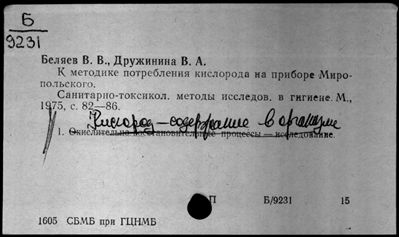 Б
9231
Беляев В. В., Дружинина В. А.
К методике потребления кислорода на приборе Миро-
польского.
Санитарно-токсикол. методы исследов. в гигиене. М.,
1975, с. 82—86.
Кислород — содержание в организме
1. Окислительно-восстановительные процессы — исследование.
П Б/9231 15
1605 СБМБ при ГЦНМБ